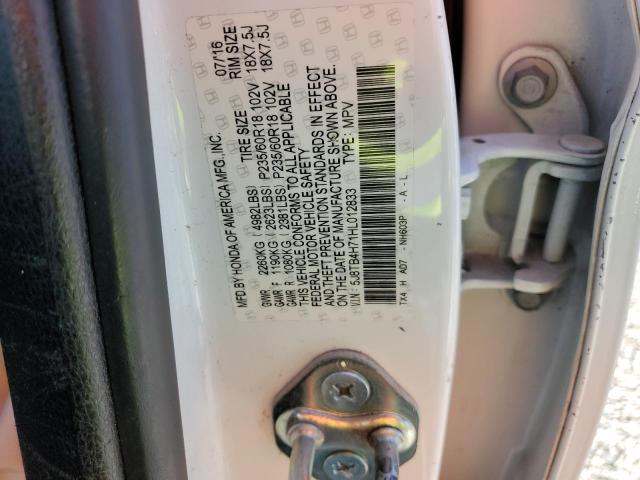 MFD.BY HONDA OF AMERICA MFG., INC. 07/16
TIRE SIZE RIM SIZE
GVWR 2260KG (4982LBS) P235/60R18 102V 18X7.5J
GAWR F 1190KG (2623LBS) P235/60R18 102V 18X7.5J
GAWR R 1080KG (2381LBS)
THIS VEHICLE CONFORMS TO ALL APPLICABLE
FEDERAL MOTOR VEHICLE SAFETY
AND THEFT PREVENTION STANDARDS IN EFFECT
ON THE DATE OF MANUFACTURE SHOWN ABOVE.
V.I.N.: 5J8TB4H71HL012833 TYPE: MPV
TX4 H A07 -NH603P -A-L